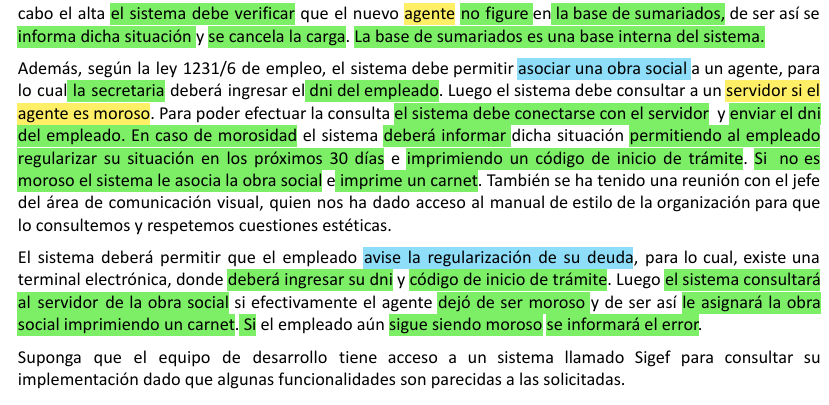 cabo el alta el sistema debe verificar que el nuevo agente no figure en la base de sumariados, de ser así se
informa dicha situación y se cancela la carga. La base de sumariados es una base interna del sistema.
Además, según la ley 1231/6 de empleo, el sistema debe permitir asociar una obra social a un agente, para
lo cual la secretaria deberá ingresar el dni del empleado. Luego el sistema debe consultar a un servidor si el
agente es moroso. Para poder efectuar la consulta el sistema debe conectarse con el servidor y enviar el dni
del empleado. En caso de morosidad el sistema deberá informar dicha situación permitiendo al empleado
regularizar su situación en los próximos 30 días e imprimiendo un código de inicio de trámite. Si no es
moroso el sistema le asocia la obra social e imprime un carnet. También se ha tenido una reunión con el jefe
del área de comunicación visual, quien nos ha dado acceso al manual de estilo de la organización para que
lo consultemos y respetemos cuestiones estéticas.
El sistema deberá permitir que el empleado avise la regularización de su deuda, para lo cual, existe una
terminal electrónica, donde deberá ingresar su dni y código de inicio de trámite. Luego el sistema consultará
al servidor de la obra social si efectivamente el agente dejó de ser moroso y de ser así le asignará la obra
social imprimiendo un carnet. Si el empleado aún sigue siendo moroso se informará el error.
Suponga que el equipo de desarrollo tiene acceso a un sistema llamado Sigef para consultar su
implementación dado que algunas funcionalidades son parecidas a las solicitadas.